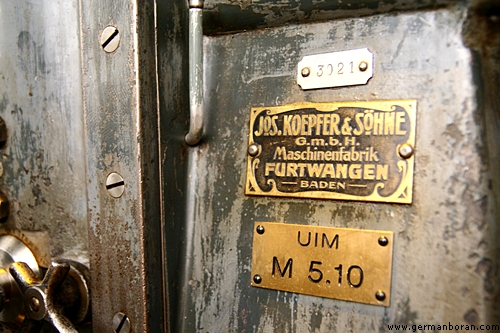 3021
JOS. KOEPFER & SÖHNE
G.m.b.H.
Maschinenfabrik
FURTWANGEN
— BADEN —
UIM
M 5.10
www.germanboran.com